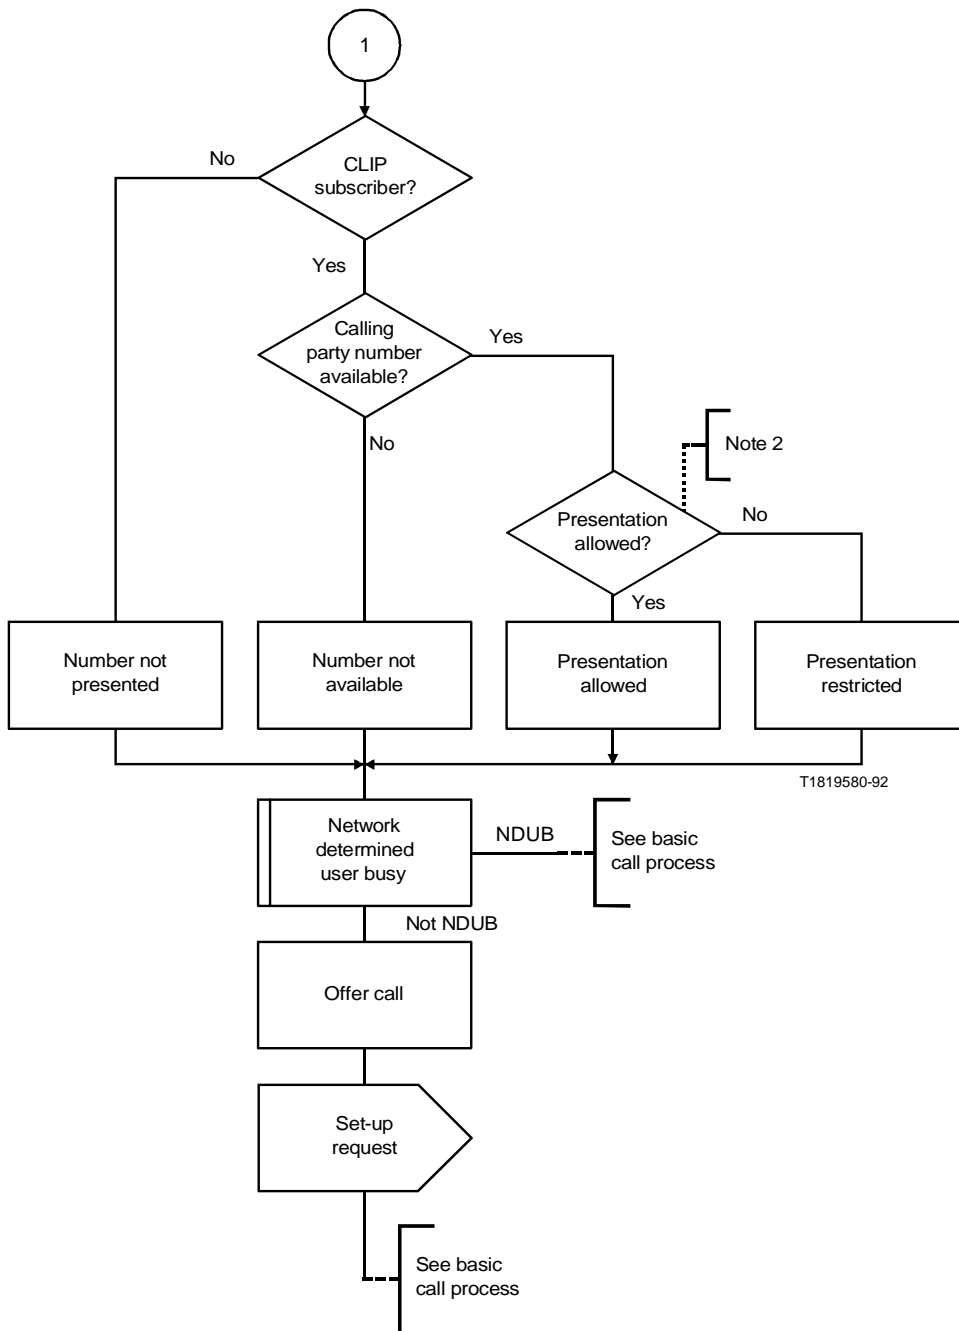 1
No
CLIP
subscriber?
Yes
Calling
party number
available?
Yes
No
Note 2
Presentation
allowed?
No
Yes
Number not
presented
Number not
available
Presentation
allowed
Presentation
restricted
T1819580-92
Network
determined
user busy
NDUB
See basic
call process
Not NDUB
Offer call
Set-up
request
See basic
call process